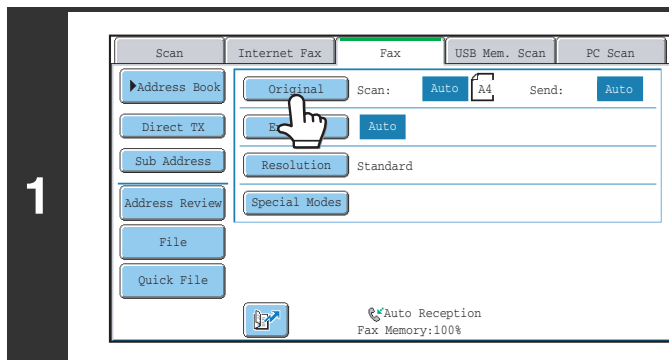 1
Scan Internet Fax Fax USB Mem. Scan PC Scan
Address Book Original Scan: Auto A4 Send: Auto
Direct TX Auto
Sub Address Resolution Standard
Address Review Special Modes
File
Quick File
Auto Reception
Fax Memory:100%